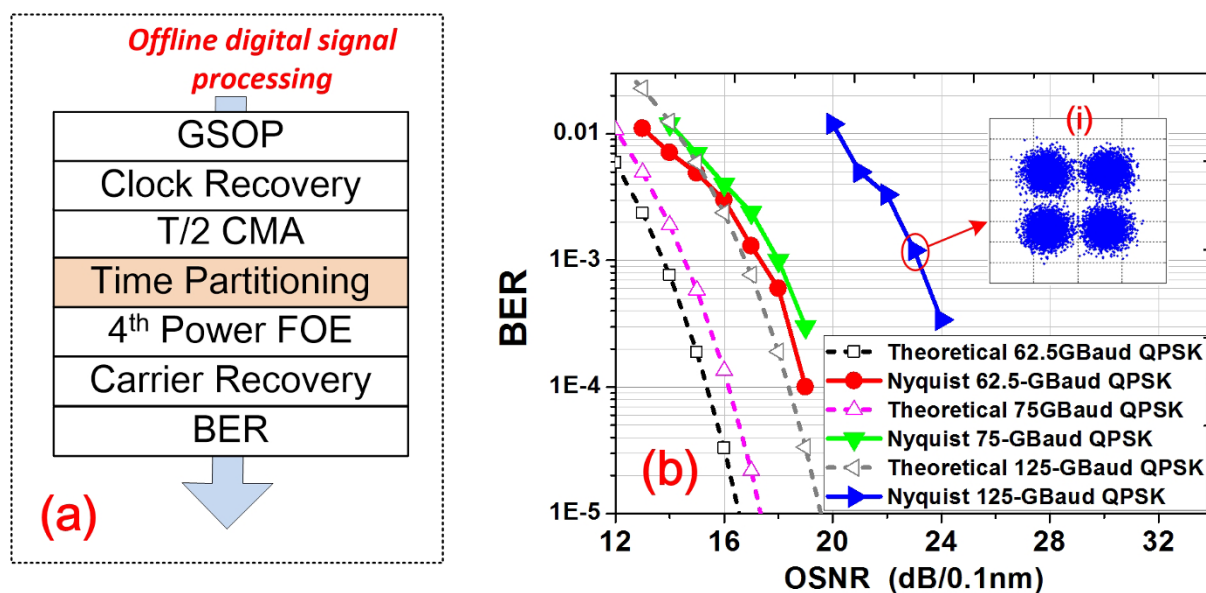 Offline digital signal
processing
GSOP
Clock Recovery
T/2 CMA
Time Partitioning
4th Power FOE
Carrier Recovery
BER
(a)
BER
0.01
1E-3
1E-4
1E-5
(i)
Theoretical 62.5GBaud QPSK
Nyquist 62.5-GBaud QPSK
Theoretical 75GBaud QPSK
Nyquist 75-GBaud QPSK
Theoretical 125-GBaud QPSK
Nyquist 125-GBaud QPSK
(b)
12 16 20 24 28 32
OSNR (dB/0.1nm)